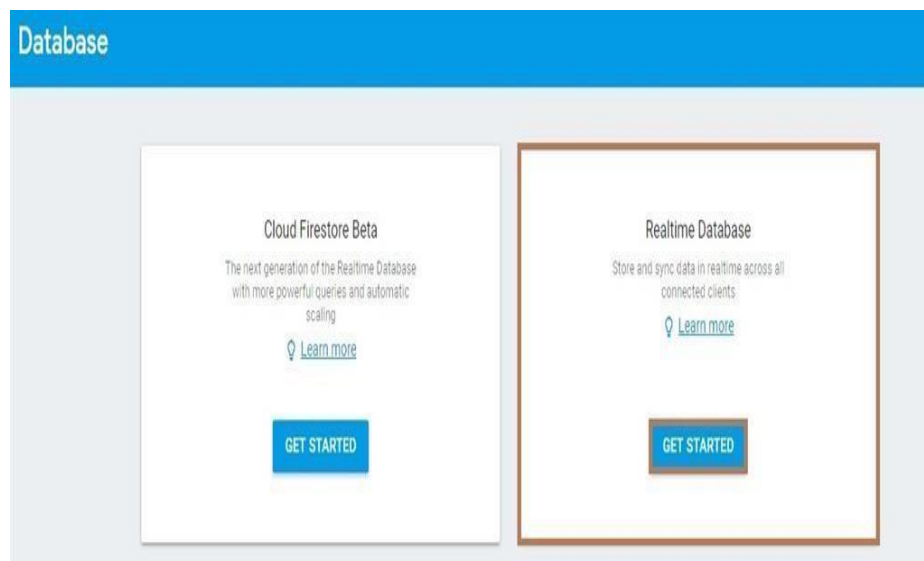 Database
Cloud Firestore Beta
The next generation of the Realtime Database
with more powerful queries and automatic
scaling
Learn more
GET STARTED
Realtime Database
Store and sync data in realtime across all
connected clients
Learn more
GET STARTED